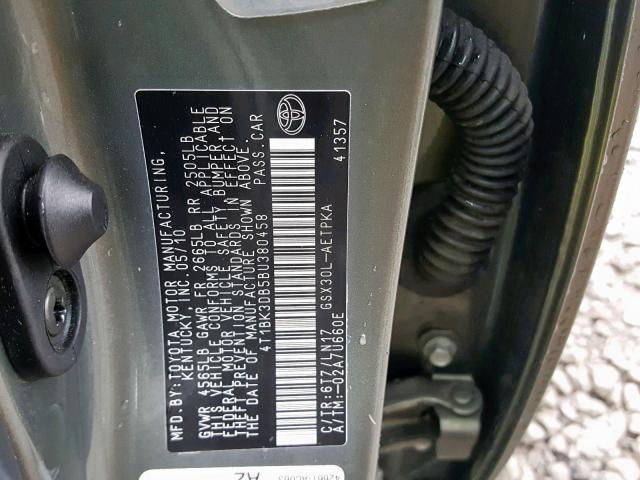 MFD.BY:TOYOTA MOTOR MANUFACTURING,
KENTUCKY, INC. 05/10
GVWR 4565LB GAWR FR 2865LB RR 2505LB
THIS VEHICLE CONFORMS TO ALL APPLICABLE
FEDERAL MOTOR VEHICLE SAFETY, BUMPER, AND
THEFT PREVENTION STANDARDS IN EFFECT ON
THE DATE OF MANUFACTURE SHOWN ABOVE.
4T1BK3DB5BU380458 PASS.CAR
C/TR:6T7/LN17 GSX30L-AETPKA
A/TM:-02A/U660E 41357